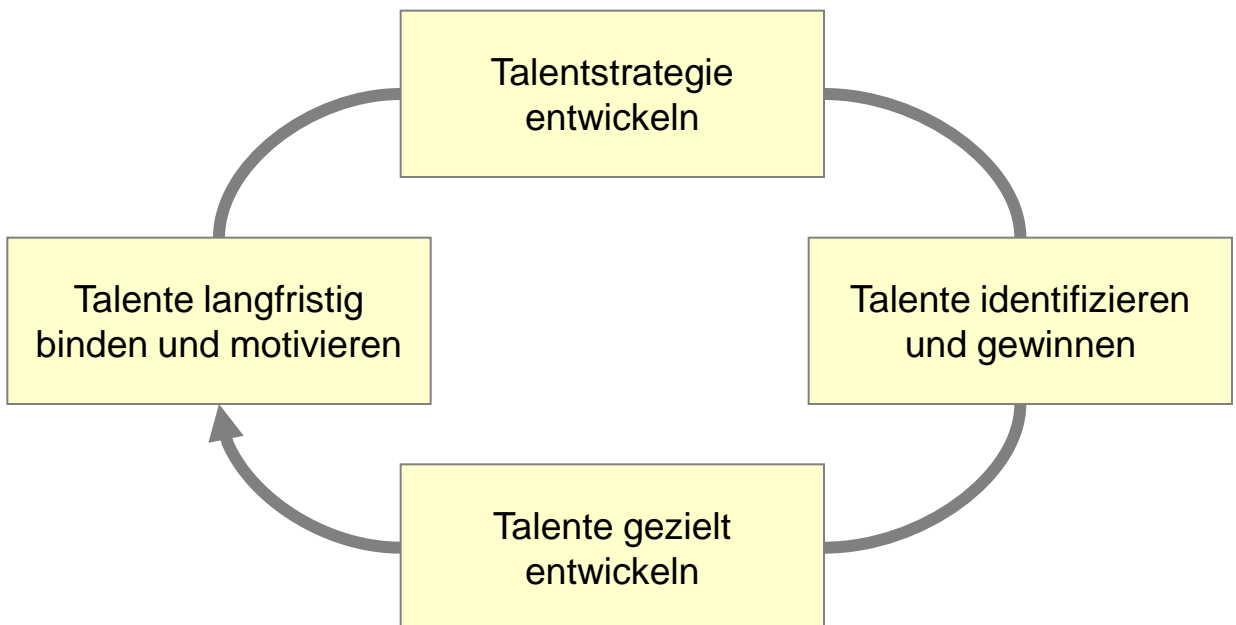 Talentstrategie
entwickeln
Talente langfristig
binden und motivieren
Talente identifizieren
und gewinnen
Talente gezielt
entwickeln